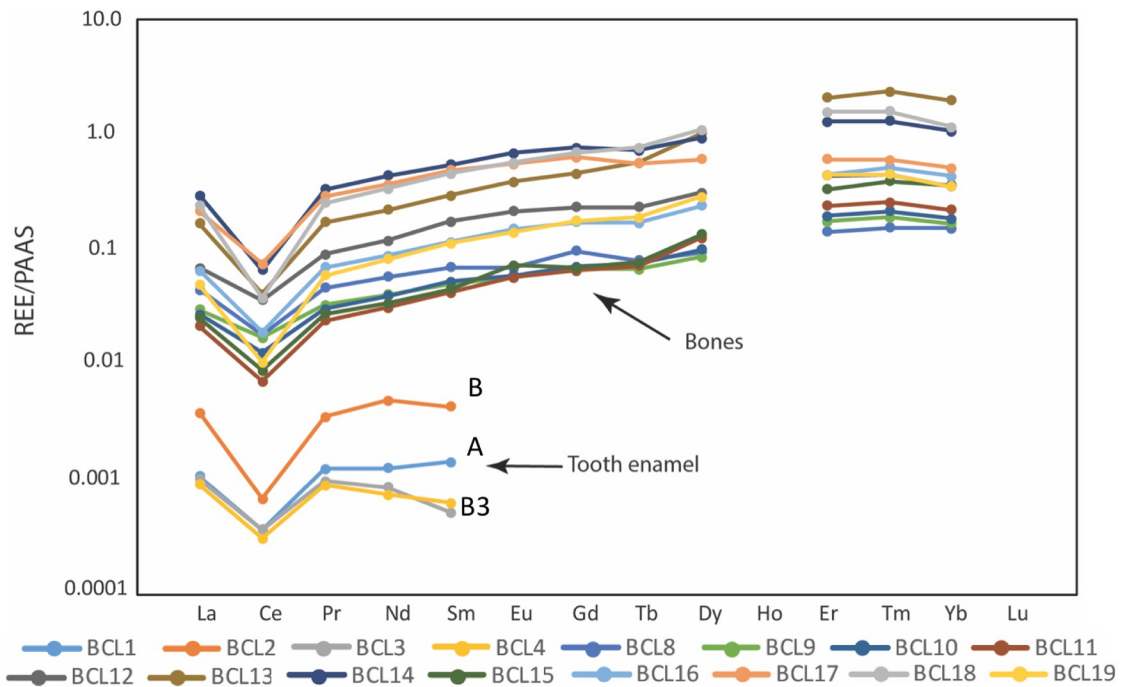 10.0
1.0
0.1
0.01
0.001
0.0001
REE/PAAS
Bones
B
A
Tooth enamel
B3
La Ce Pr Nd Sm Eu Gd Tb Dy Ho Er Tm Yb Lu
BCL1 BCL2 BCL3 BCL4 BCL8 BCL9 BCL10 BCL11
BCL12 BCL13 BCL14 BCL15 BCL16 BCL17 BCL18 BCL19